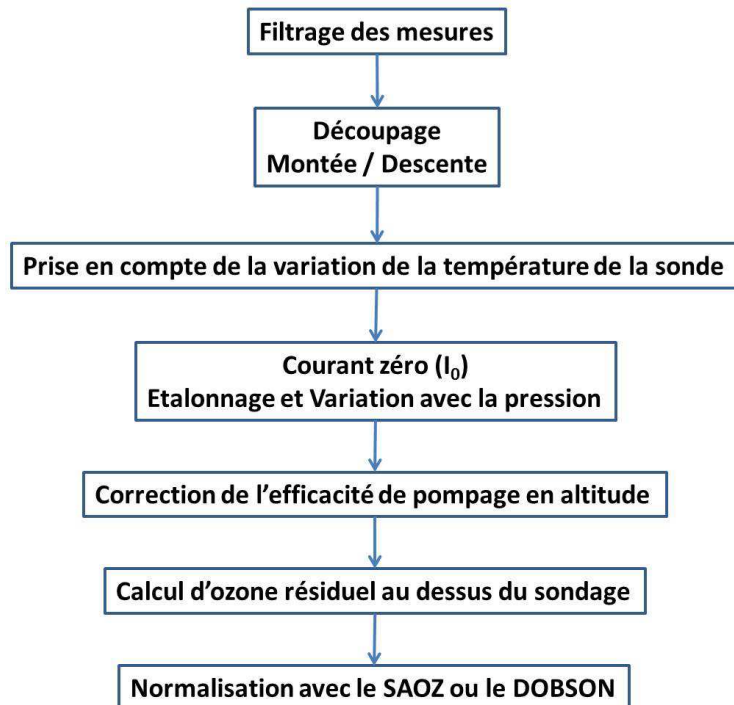 Filtrage des mesures
Découpage
Montée / Descente
Prise en compte de la variation de la température de la sonde
Courant zéro (I₀)
Etalonnage et Variation avec la pression
Correction de l’efficacité de pompage en altitude
Calcul d’ozone résiduel au dessus du sondage
Normalisation avec le SAOZ ou le DOBSON